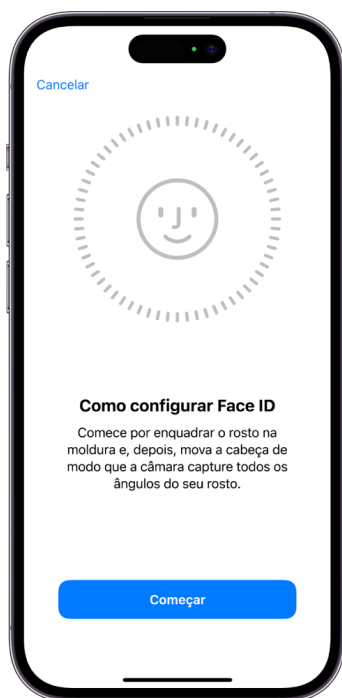 Cancelar
Como configurar Face ID
Comece por enquadrar o rosto na
moldura e, depois, mova a cabeça de
modo que a câmara capture todos os
ângulos do seu rosto.
Começar